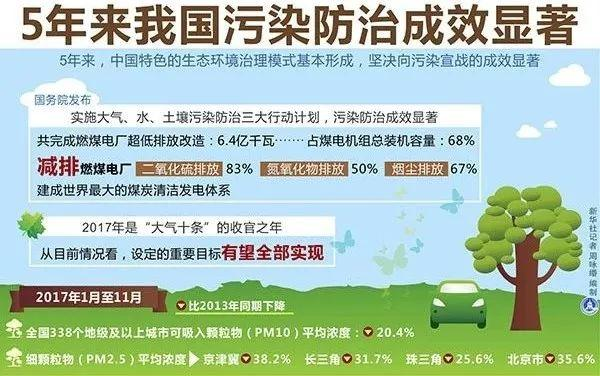 5年来我国污染防治成效显著
5年来，中国特色的生态环境治理模式基本形成，坚决向污染宣战的成效显著
国务院发布
实施大气、水、土壤污染防治三大行动计划，污染防治成效显著
共完成燃煤电厂超低排放改造：6.4亿千瓦……占煤电机组总装机容量：68%
减排燃煤电厂 二氧化硫排放 83% 氮氧化物排放 50% 烟尘排放 67%
建成世界最大的煤炭清洁发电体系
2017年是“大气十条”的收官之年
从目前情况看，设定的重要目标有望全部实现
新华社记者 周咏缗 编制
2017年1月至11月
比2013年同期下降
全国338个地级及以上城市可吸入颗粒物（PM10）平均浓度：20.4%
细颗粒物（PM2.5）平均浓度 京津冀 38.2% 长三角 31.7% 珠三角 25.6% 北京市 35.6%